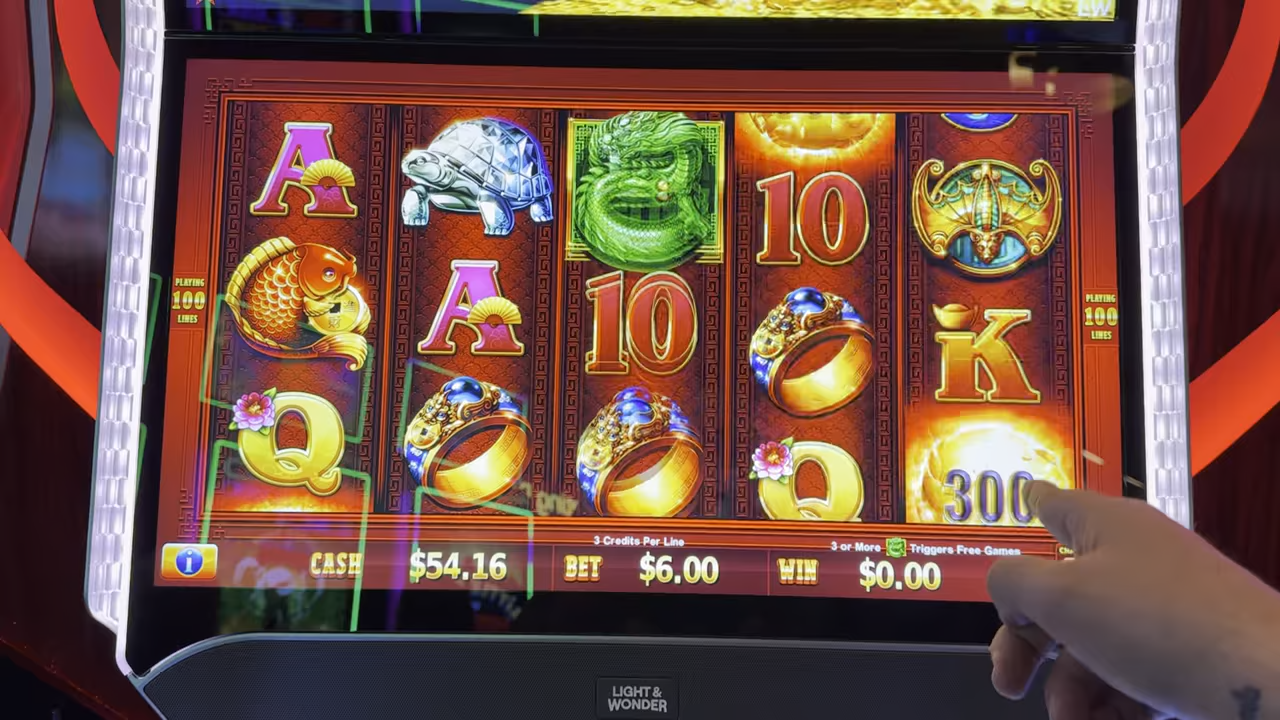 LW
A
10
A
10
K
Q
Q
300
PLAYING
100
LINES
PLAYING
100
LINES
3 Credits Per Line
3 or More Triggers Free Games
CASH $54.16 BET $6.00 WIN $0.00
i
LIGHT &
WONDER